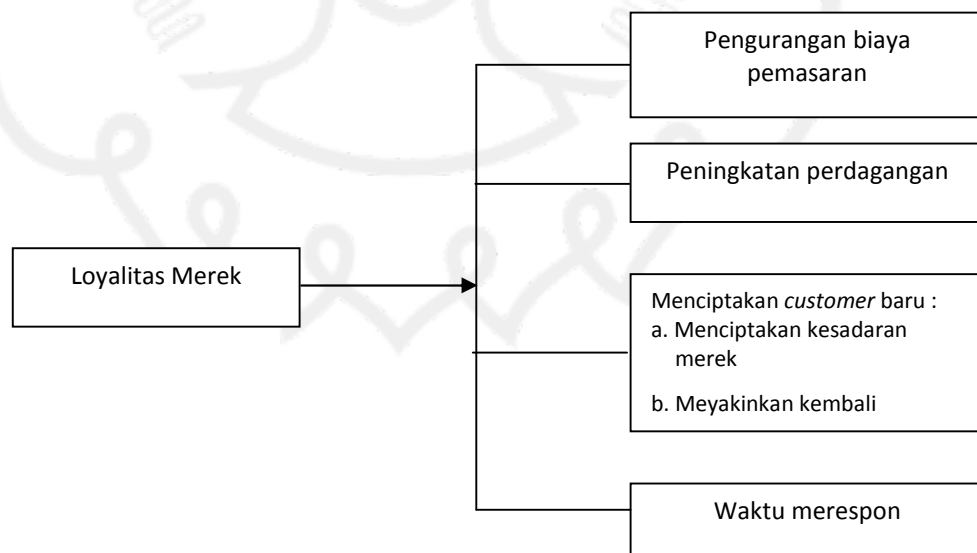 Pengurangan biaya
pemasaran
Peningkatan perdagangan
Loyalitas Merek
Menciptakan customer baru :
a. Menciptakan kesadaran
merek
b. Meyakinkan kembali
Waktu merespon